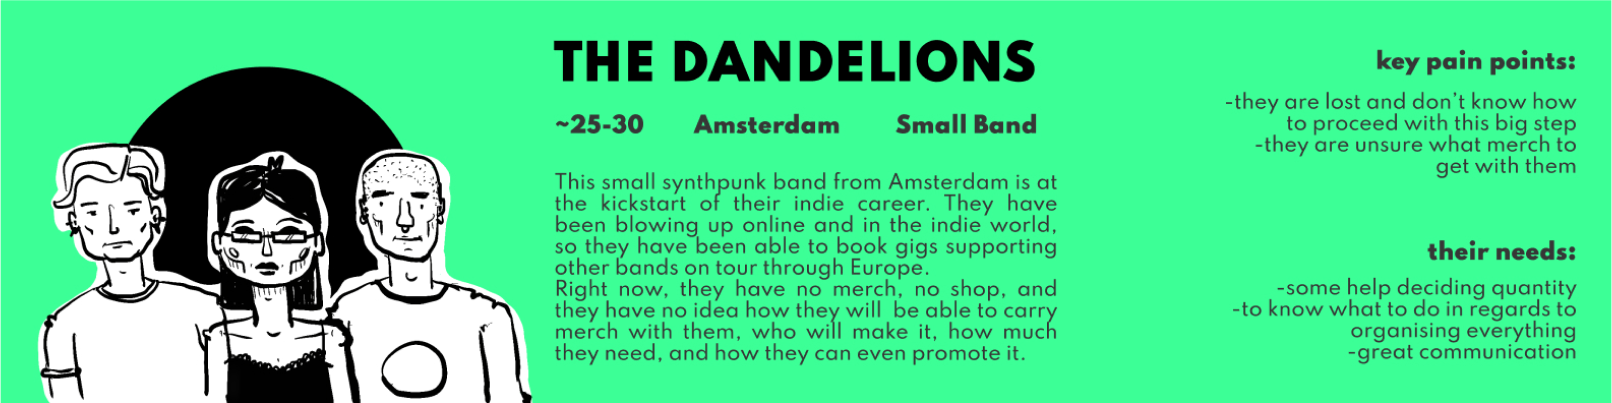 THE DANDELIONS
~25-30 Amsterdam Small Band
This small synthpunk band from Amsterdam is at
the kickstart of their indie career. They have
been blowing up online and in the indie world,
so they have been able to book gigs supporting
other bands on tour through Europe.
Right now, they have no merch, no shop, and
they have no idea how they will be able to carry
merch with them, who will make it, how much
they need, and how they can even promote it.
key pain points:
-they are lost and don't know how
to proceed with this big step
-they are unsure what merch to
get with them
their needs:
-some help deciding quantity
-to know what to do in regards to
organising everything
-great communication